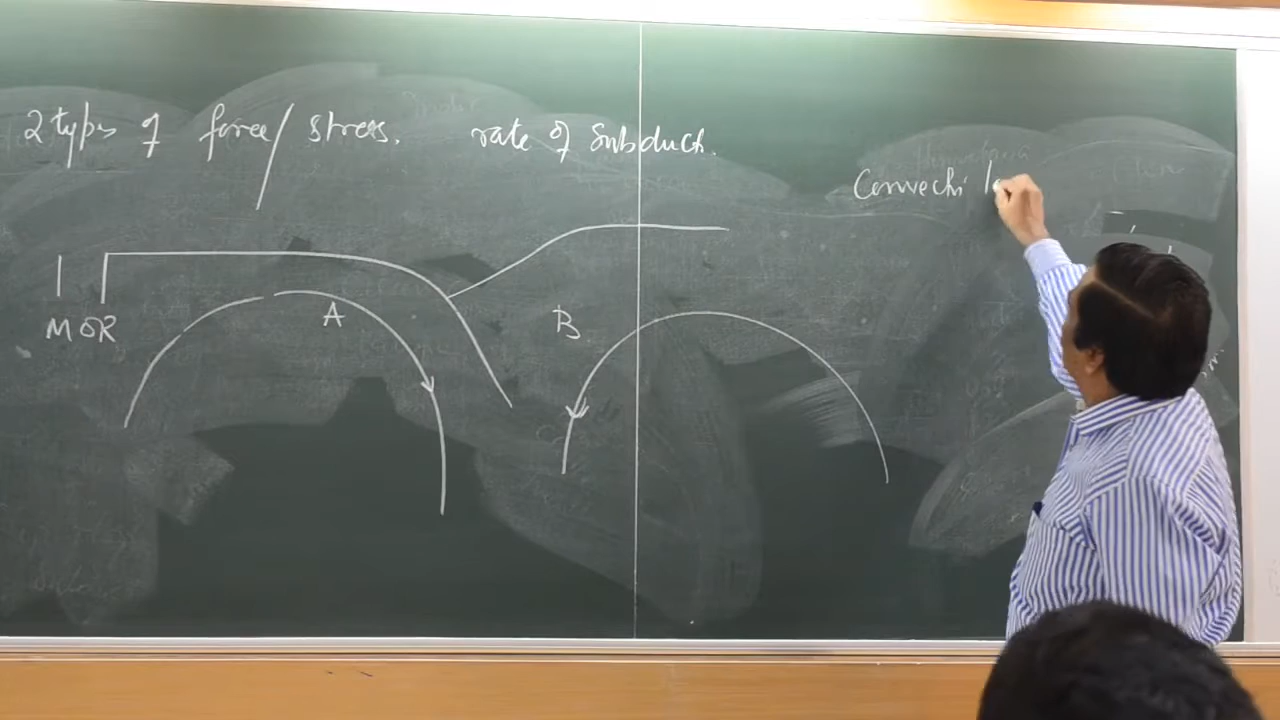 2 types of force/stress. rate of subduct.
Convecti
MOR
A
B